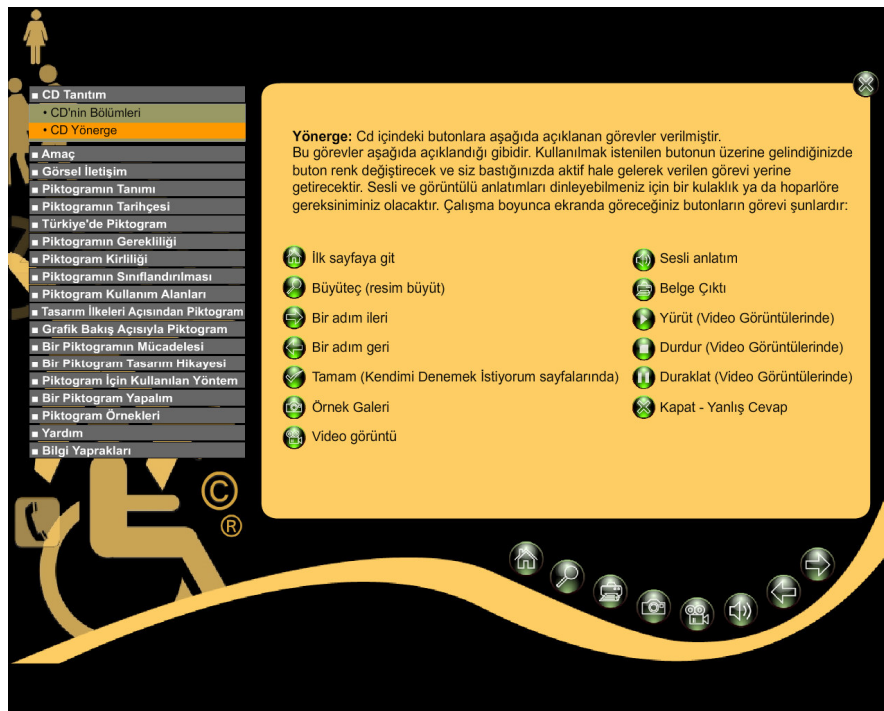 CD Tanıtım
• CD'nin Bölümleri
• CD Yönerge
Amaç
Görsel İletişim
Piktogramın Tanımı
Piktogramın Tarihçesi
Türkiye'de Piktogram
Piktogramın Gerekliliği
Piktogram Kirliliği
Piktogramın Sınıflandırılması
Piktogram Kullanım Alanları
Tasarım İlkeleri Açısından Piktogram
Grafik Bakış Açısıyla Piktogram
Bir Piktogramın Mücadelesi
Bir Piktogram Tasarım Hikayesi
Piktogram İçin Kullanılan Yöntem
Bir Piktogram Yapalım
Piktogram Örnekleri
Yardım
Bilgi Yaprakları
Yönerge: Cd içindeki butonlara aşağıda açıklanan görevler verilmiştir.
Bu görevler aşağıda açıklandığı gibidir. Kullanılmak istenilen butonun üzerine gelindiğinizde
buton renk değiştirecek ve siz bastığınızda aktif hale gelerek verilen görevi yerine
getirecektir. Sesli ve görüntülü anlatımları dinleyebilmeniz için bir kulaklık ya da hoparlöre
gereksiniminiz olacaktır. Çalışma boyunca ekranda göreceğiniz butonların görevi şunlardır:
İlk sayfaya git
Büyüteç (resim büyüt)
Bir adım ileri
Bir adım geri
Tamam (Kendimi Denemek İstiyorum sayfalarında)
Örnek Galeri
Video görüntü
Sesli anlatım
Belge Çıktı
Yürüt (Video Görüntülerinde)
Durdur (Video Görüntülerinde)
Duraklat (Video Görüntülerinde)
Kapat - Yanlış Cevap
©
®